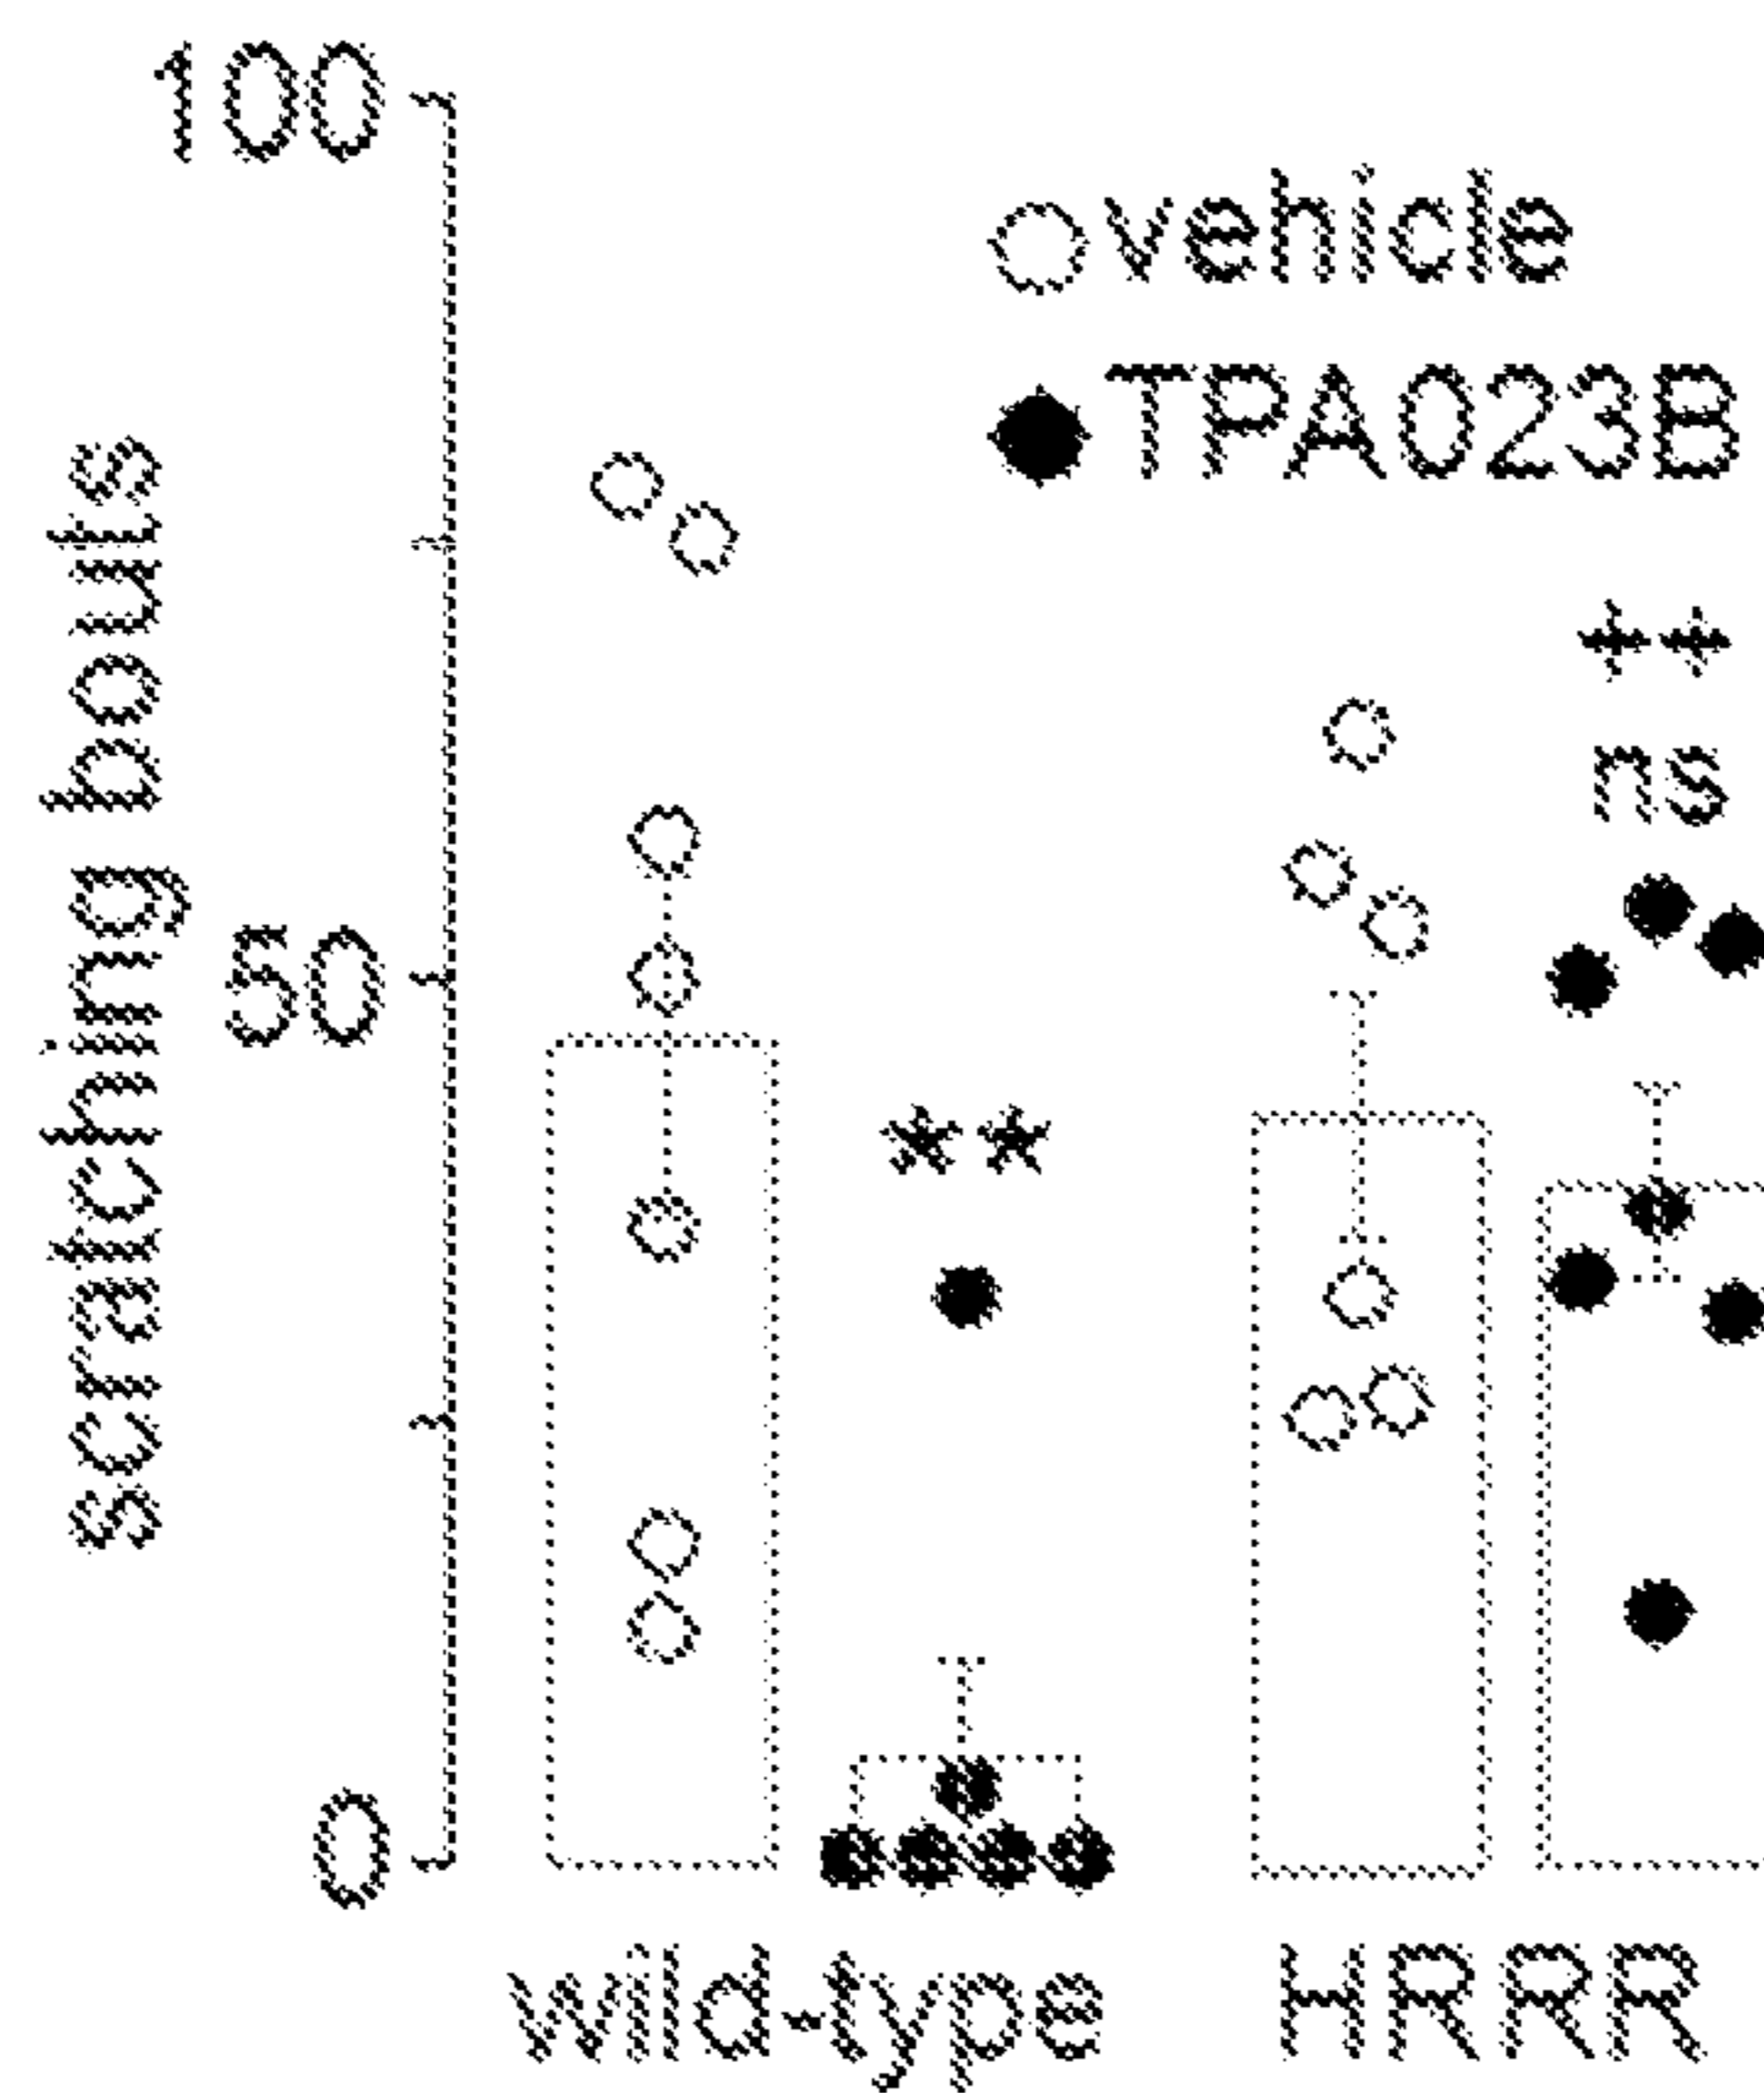 100
vehicle
TPA023B
scratching bouts
++
ns
50
**
0
wild-type
HRRR